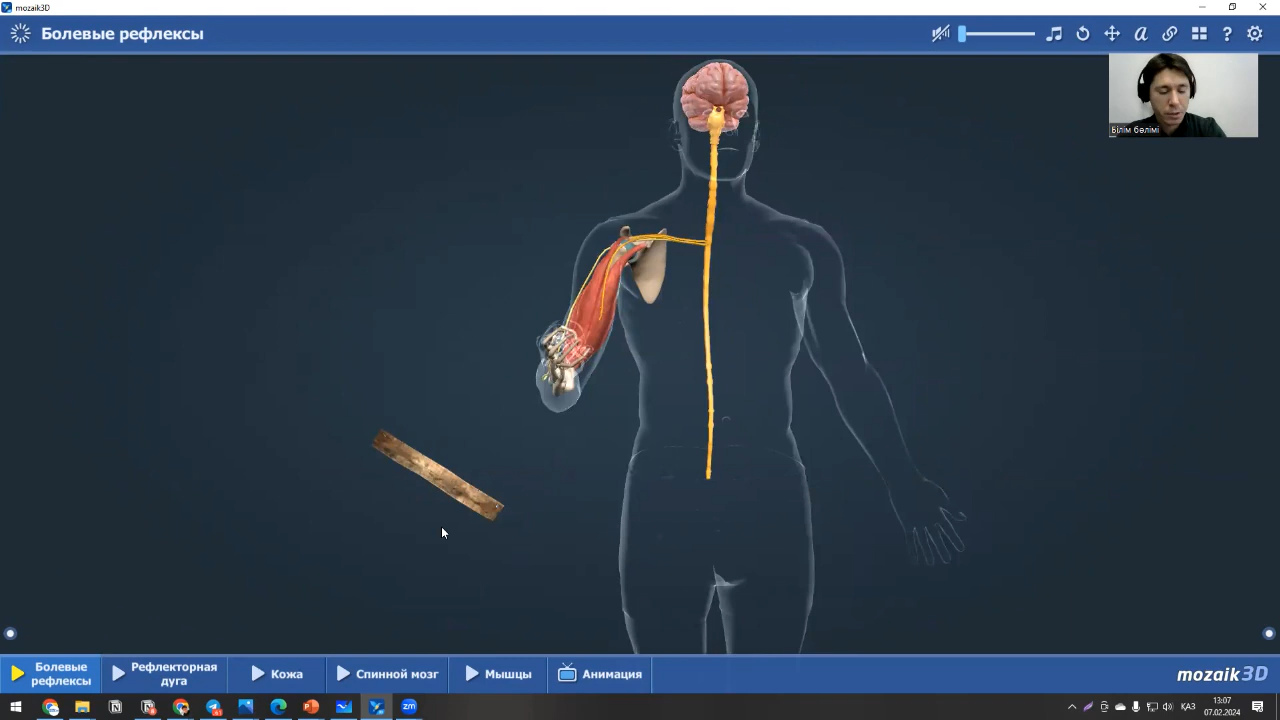 mozaik3D
Болевые рефлексы
a
?
Білім бөлімі
Болевые
рефлексы
Рефлекторная
дуга
Кожа
Спинной мозг
Мышцы
Анимация
mozaik3D
zm
ҚАЗ
13:07
07.02.2024